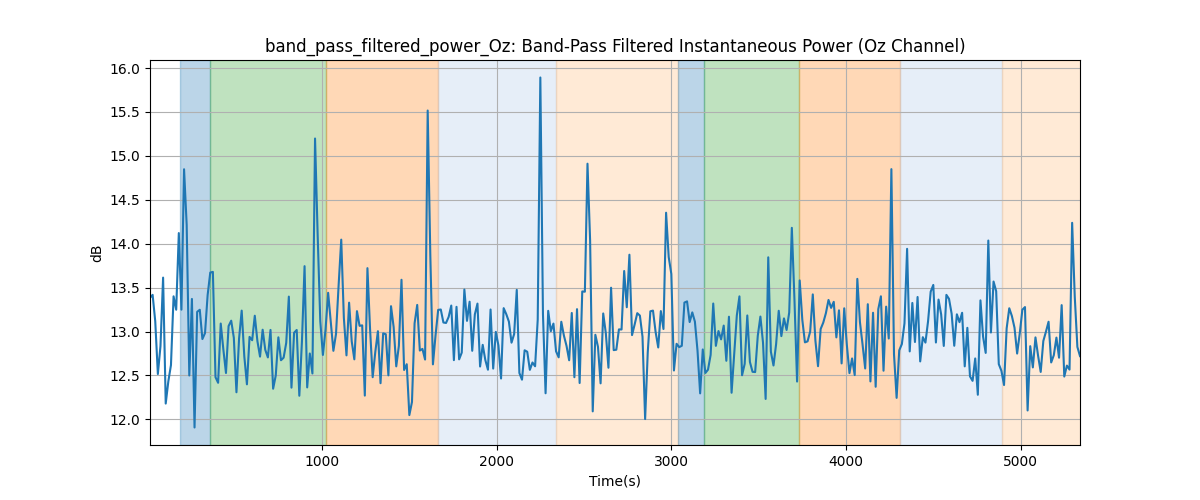 band_pass_filtered_power_Oz: Band-Pass Filtered Instantaneous Power (Oz Channel)
16.0
15.5
15.0
14.5
14.0
13.5
13.0
12.5
12.0
dB
1000 2000 3000 4000 5000
Time(s)